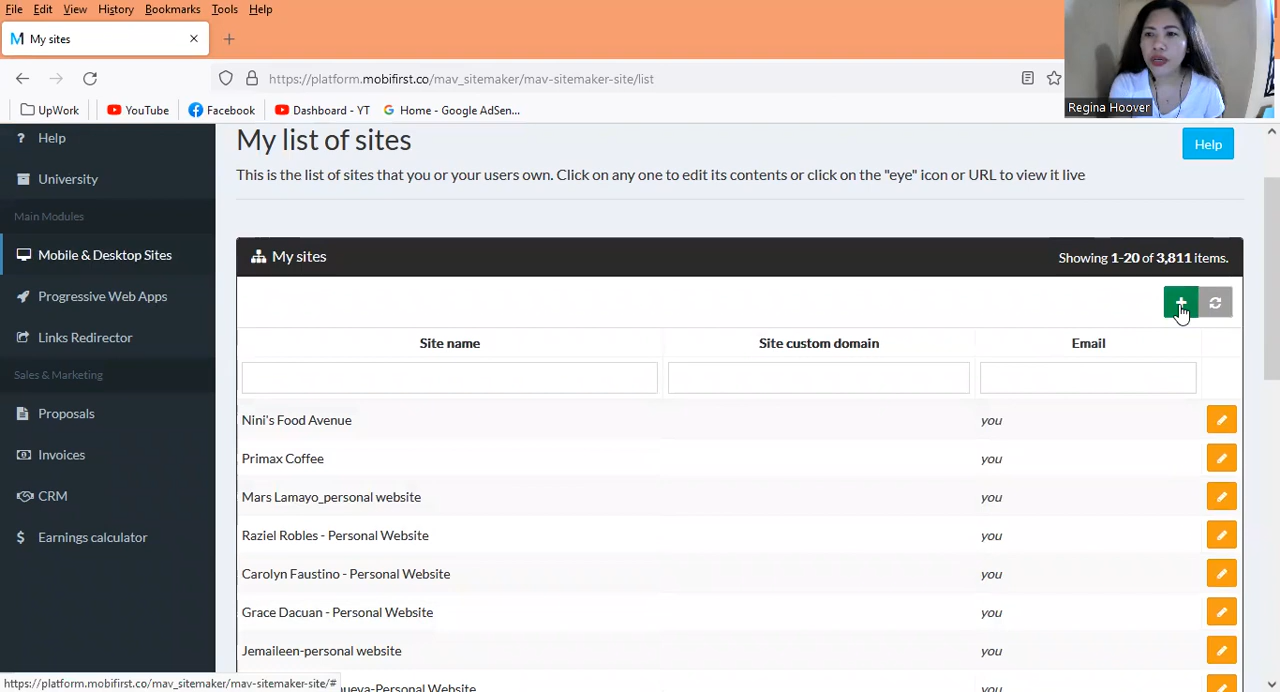 File Edit View History Bookmarks Tools Help
My sites
https://platform.mobifirst.co/mav_sitemaker/mav-sitemaker-site/list
UpWork YouTube Facebook Dashboard - YT Home - Google AdSen...
Regina Hoover
Help
University
Main Modules
Mobile & Desktop Sites
Progressive Web Apps
Links Redirector
Sales & Marketing
Proposals
Invoices
CRM
Earnings calculator
My list of sites
Help
This is the list of sites that you or your users own. Click on any one to edit its contents or click on the "eye" icon or URL to view it live
My sites Showing 1-20 of 3,811 items.
Site name Site custom domain Email
Nini's Food Avenue you
Primax Coffee you
Mars Lamayo_personal website you
Raziel Robles - Personal Website you
Carolyn Faustino - Personal Website you
Grace Dacuan - Personal Website you
Jemaileen-personal website you
Personal Website you
https://platform.mobifirst.co/mav_sitemaker/mav-sitemaker-site/#